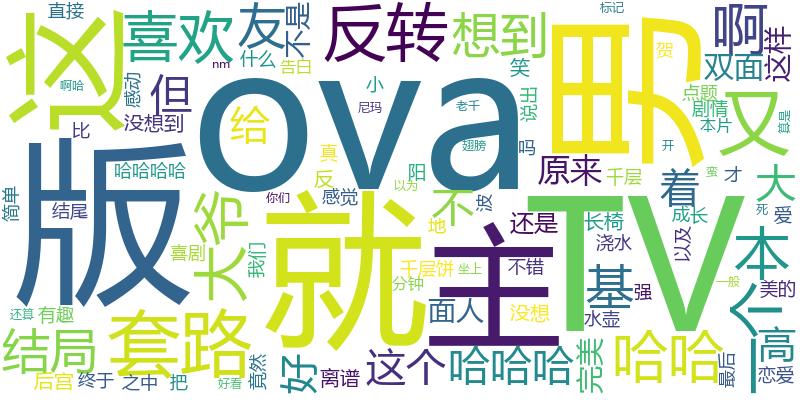 直接
标记
这
喜欢
友
不是
反转
想到
男
啊
nm
什么
告白
笑
贺
双面
这样
啊哈
感动
但
ova
小
说出
点题
没想到
给
尼玛
老千
剧情
又
比
本片
算是
版
真
翅膀
吗
哈哈哈哈
阳
原来
千层
蛮
才
反
简单
大爷
你们
感觉
以为
不
波
着
大
死
结尾
就
主
TV
还是
长椅
成长
爱
地
喜剧
我们
浇水
以及
本
个
千层饼
坐上
不错
基
强
一般
美的
分钟
还算
有趣
套路
面人
没想
水壶
一
高
结局
好
这个
哈哈哈
完美
哈哈
最后
恋爱
后宫
终于
之中
把
好看
竟然
离谱